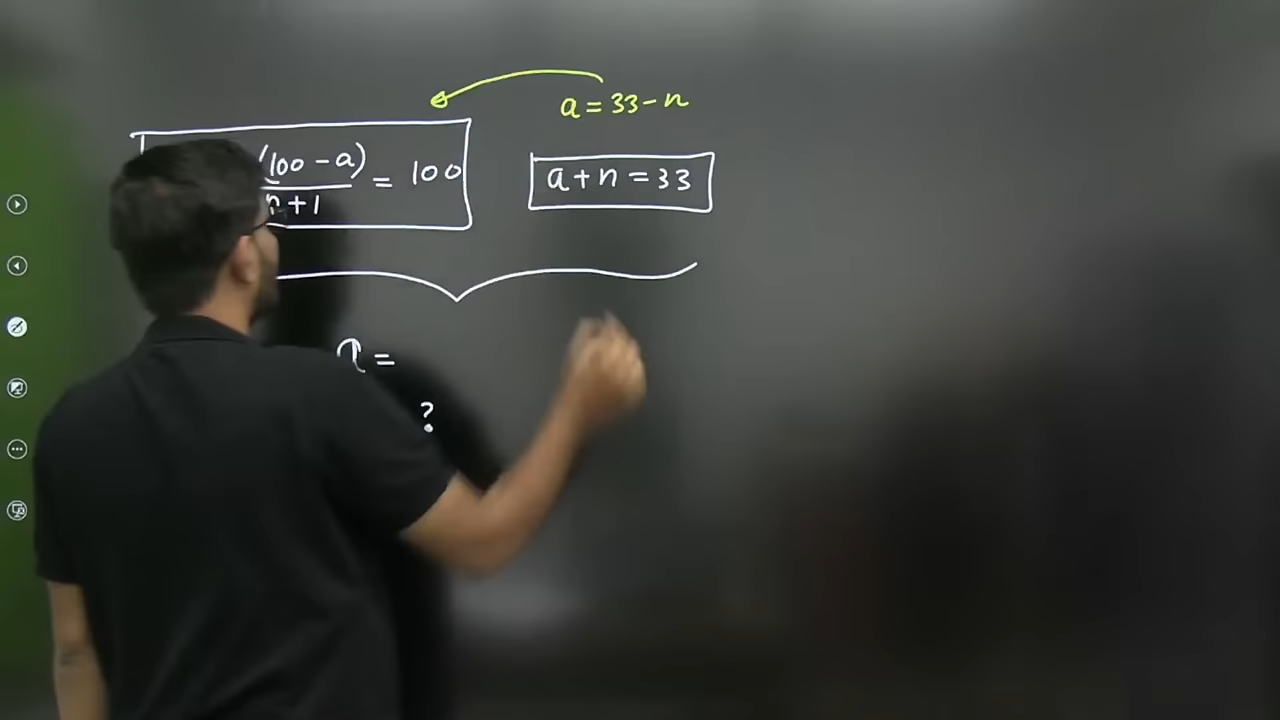 a = 33 - n
(100 - a) / n + 1 = 100
a + n = 33
a =
?